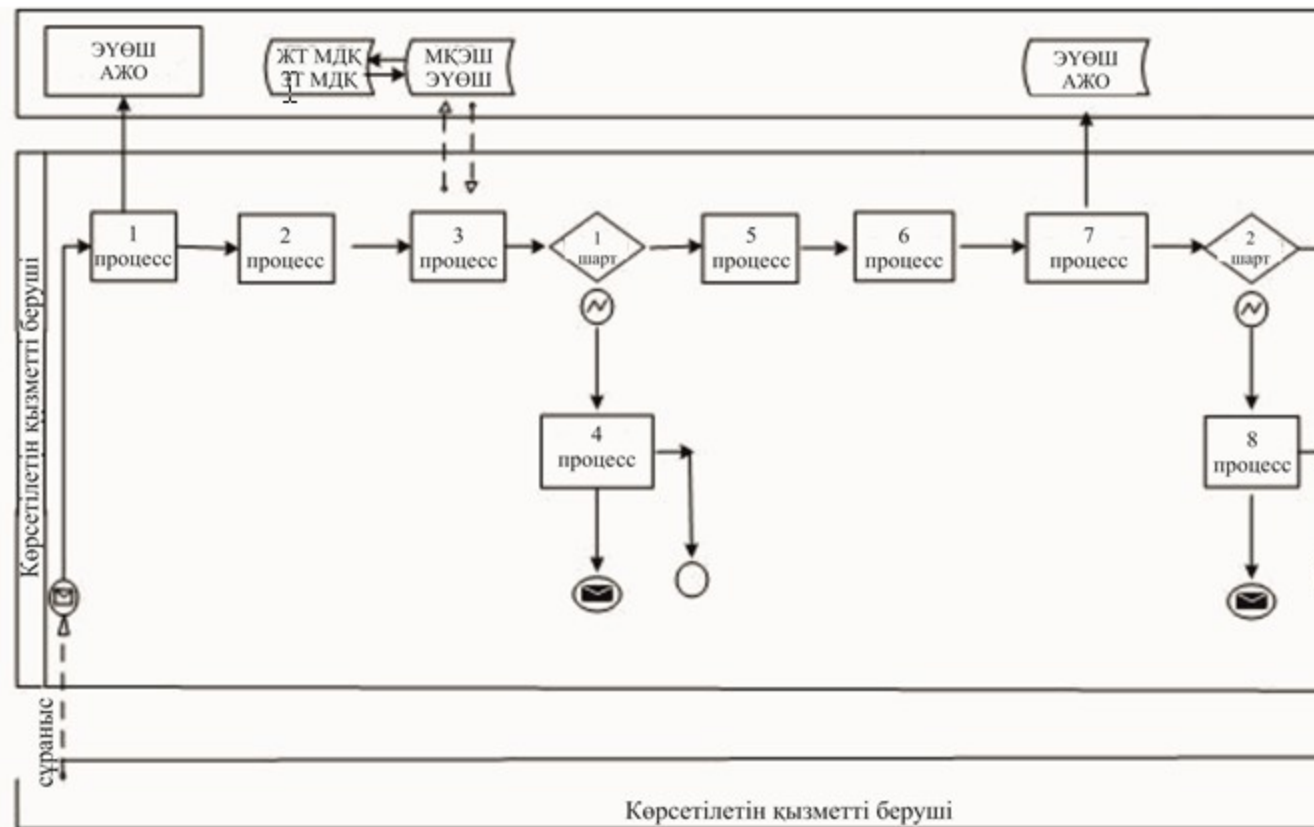 ЭҮӨШ
АЖО
ЖТ МДҚ
ЗТ МДҚ
МҚЭШ
ЭҮӨШ
ЭҮӨШ
АЖО
1
процесс
2
процесс
3
процесс
1
шарт
5
процесс
6
процесс
7
процесс
2
шарт
4
процесс
8
процесс
Көрсетілетін қызметті беруші
сұраныс
Көрсетілетін қызметті беруші